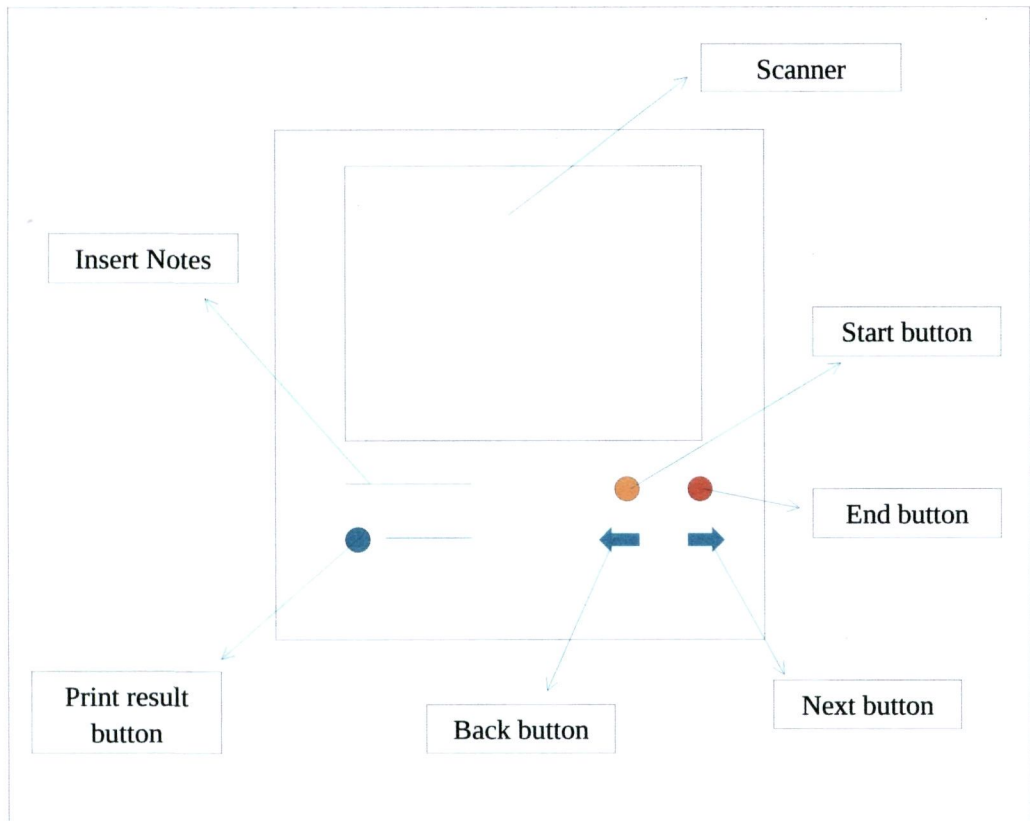 Scanner
Insert Notes
Start button
End button
Print result
button
Back button
Next button